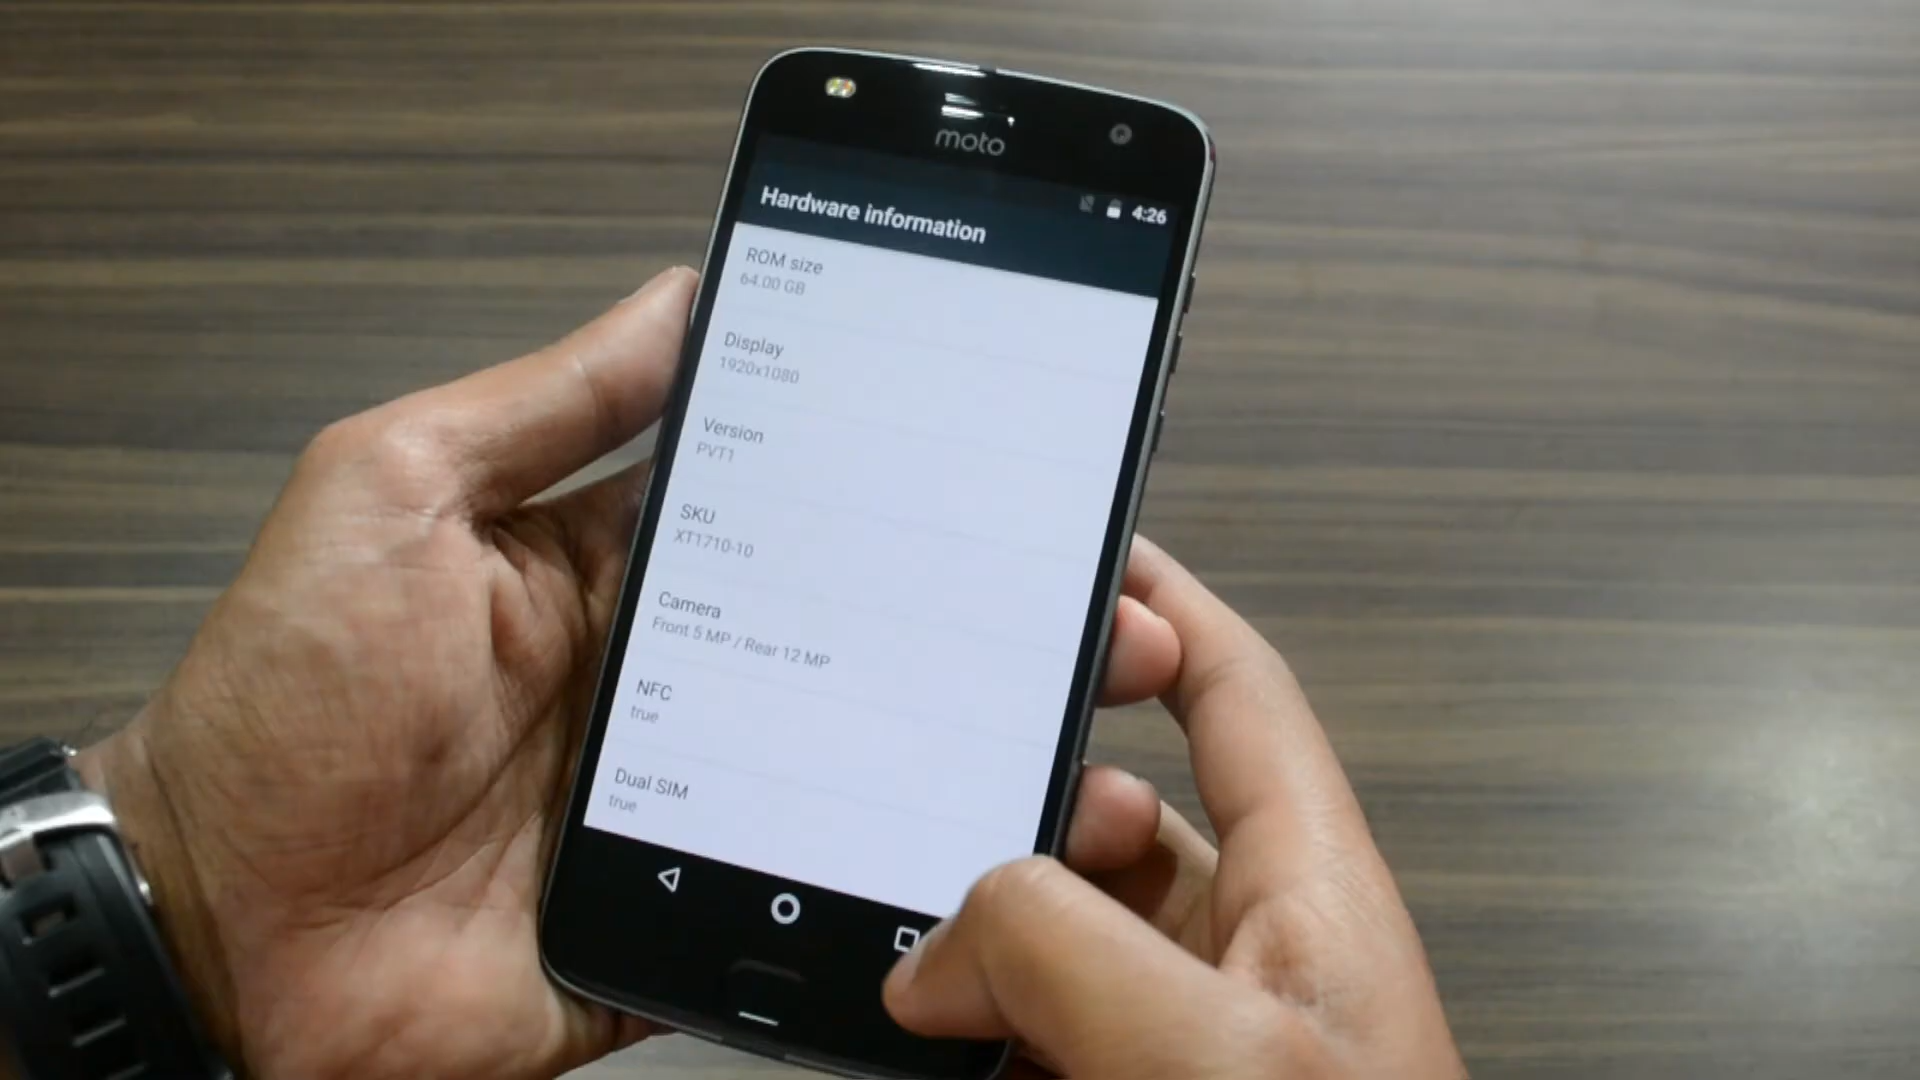 moto
4:26
Hardware information
ROM size
64.00 GB
Display
1920x1080
Version
PVT1
SKU
XT1710-10
Camera
Front 5 MP / Rear 12 MP
NFC
true
Dual SIM
true